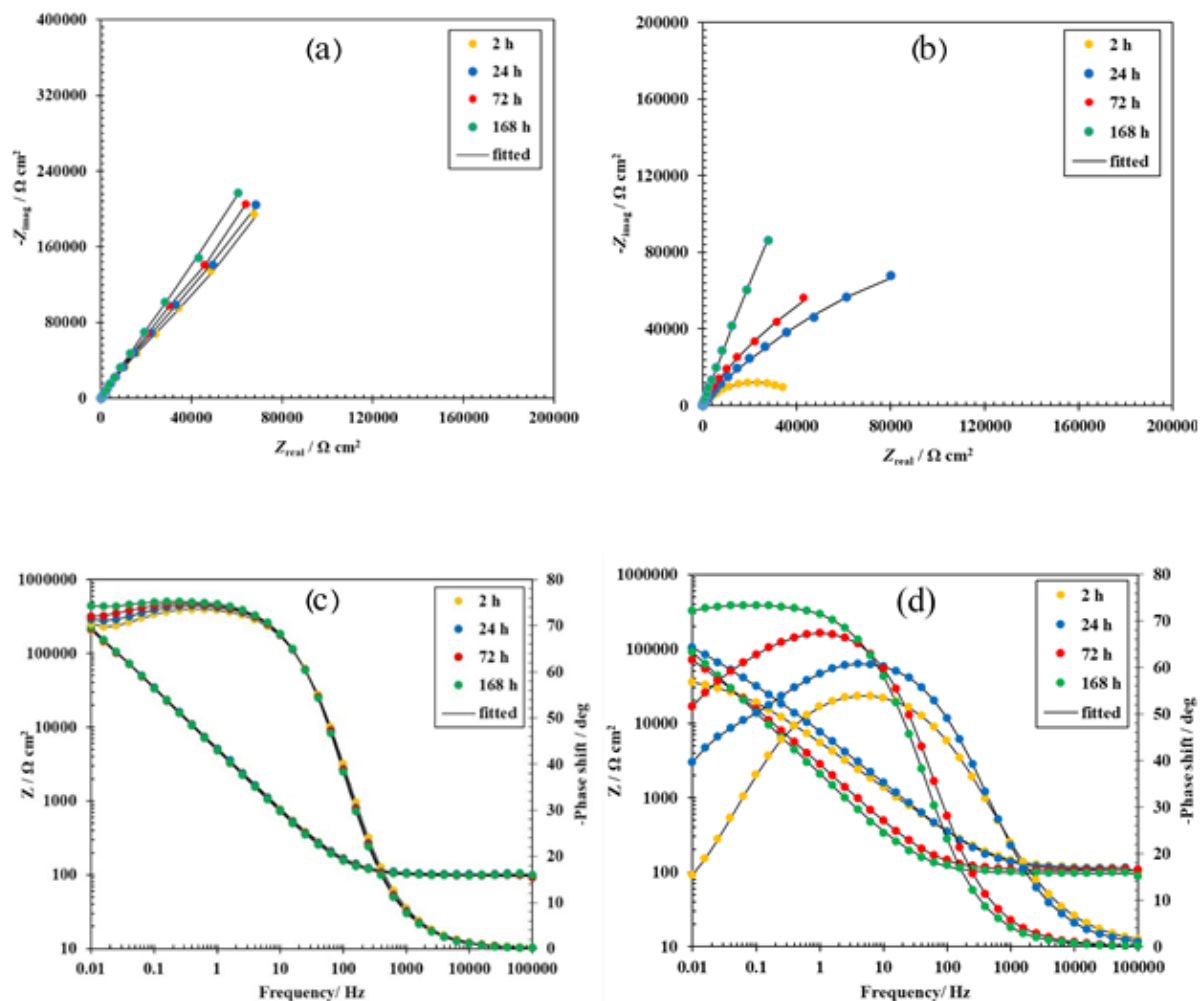 400000
320000
240000
160000
80000
0
-Zimag / Ω cm2
(a)
2 h
24 h
72 h
168 h
fitted
0
40000
80000
120000
160000
200000
Zreal / Ω cm2
200000
160000
120000
80000
40000
0
-Zimag / Ω cm2
(b)
2 h
24 h
72 h
168 h
fitted
0
40000
80000
120000
160000
200000
Zreal / Ω cm2
1000000
100000
10000
1000
100
10
Z / Ω cm2
(c)
2 h
24 h
72 h
168 h
fitted
80
70
60
50
40
30
20
10
0
-Phase shift / deg
0.01
0.1
1
10
100
1000
10000
100000
Frequency/ Hz
1000000
100000
10000
1000
100
10
Z / Ω cm2
(d)
2 h
24 h
72 h
168 h
fitted
80
70
60
50
40
30
20
10
0
-Phase shift / deg
0.01
0.1
1
10
100
1000
10000
100000
Frequency/ Hz